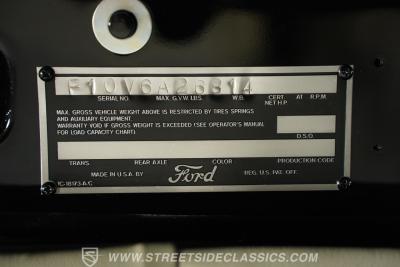 F10V6A26814
SERIAL NO. MAX. G.V.W. LBS. W.B. CERT. NET H.P. AT R.P.M.
MAX. GROSS VEHICLE WEIGHT ABOVE IS RESTRICTED BY TIRES SPRINGS
AND AUXILIARY EQUIPMENT.
WARRANTY VOID IF GROSS WEIGHT IS EXCEEDED (SEE OPERATOR'S MANUAL
FOR LOAD CAPACITY CHART).
D.S.O.
TRANS. REAR AXLE COLOR PRODUCTION CODE
MADE IN U.S.A. BY Ford REG. U.S. PAT. OFF.
IC-18173-A-C
WWW.STREETSIDECLASSICS.COM